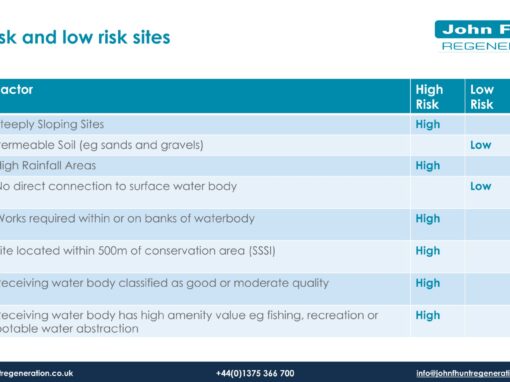 sk and low risk sites
John F
REGENER
actor High Risk Low Risk
teeply Sloping Sites High
ermeable Soil (eg sands and gravels) Low
igh Rainfall Areas High
No direct connection to surface water body Low
Works required within or on banks of waterbody High
ite located within 500m of conservation area (SSSI) High
eceiving water body classified as good or moderate quality High
eceiving water body has high amenity value eg fishing, recreation or High
otable water abstraction
tregeneration.co.uk +44(0)1375 366 700 info@johnfhuntregenerati